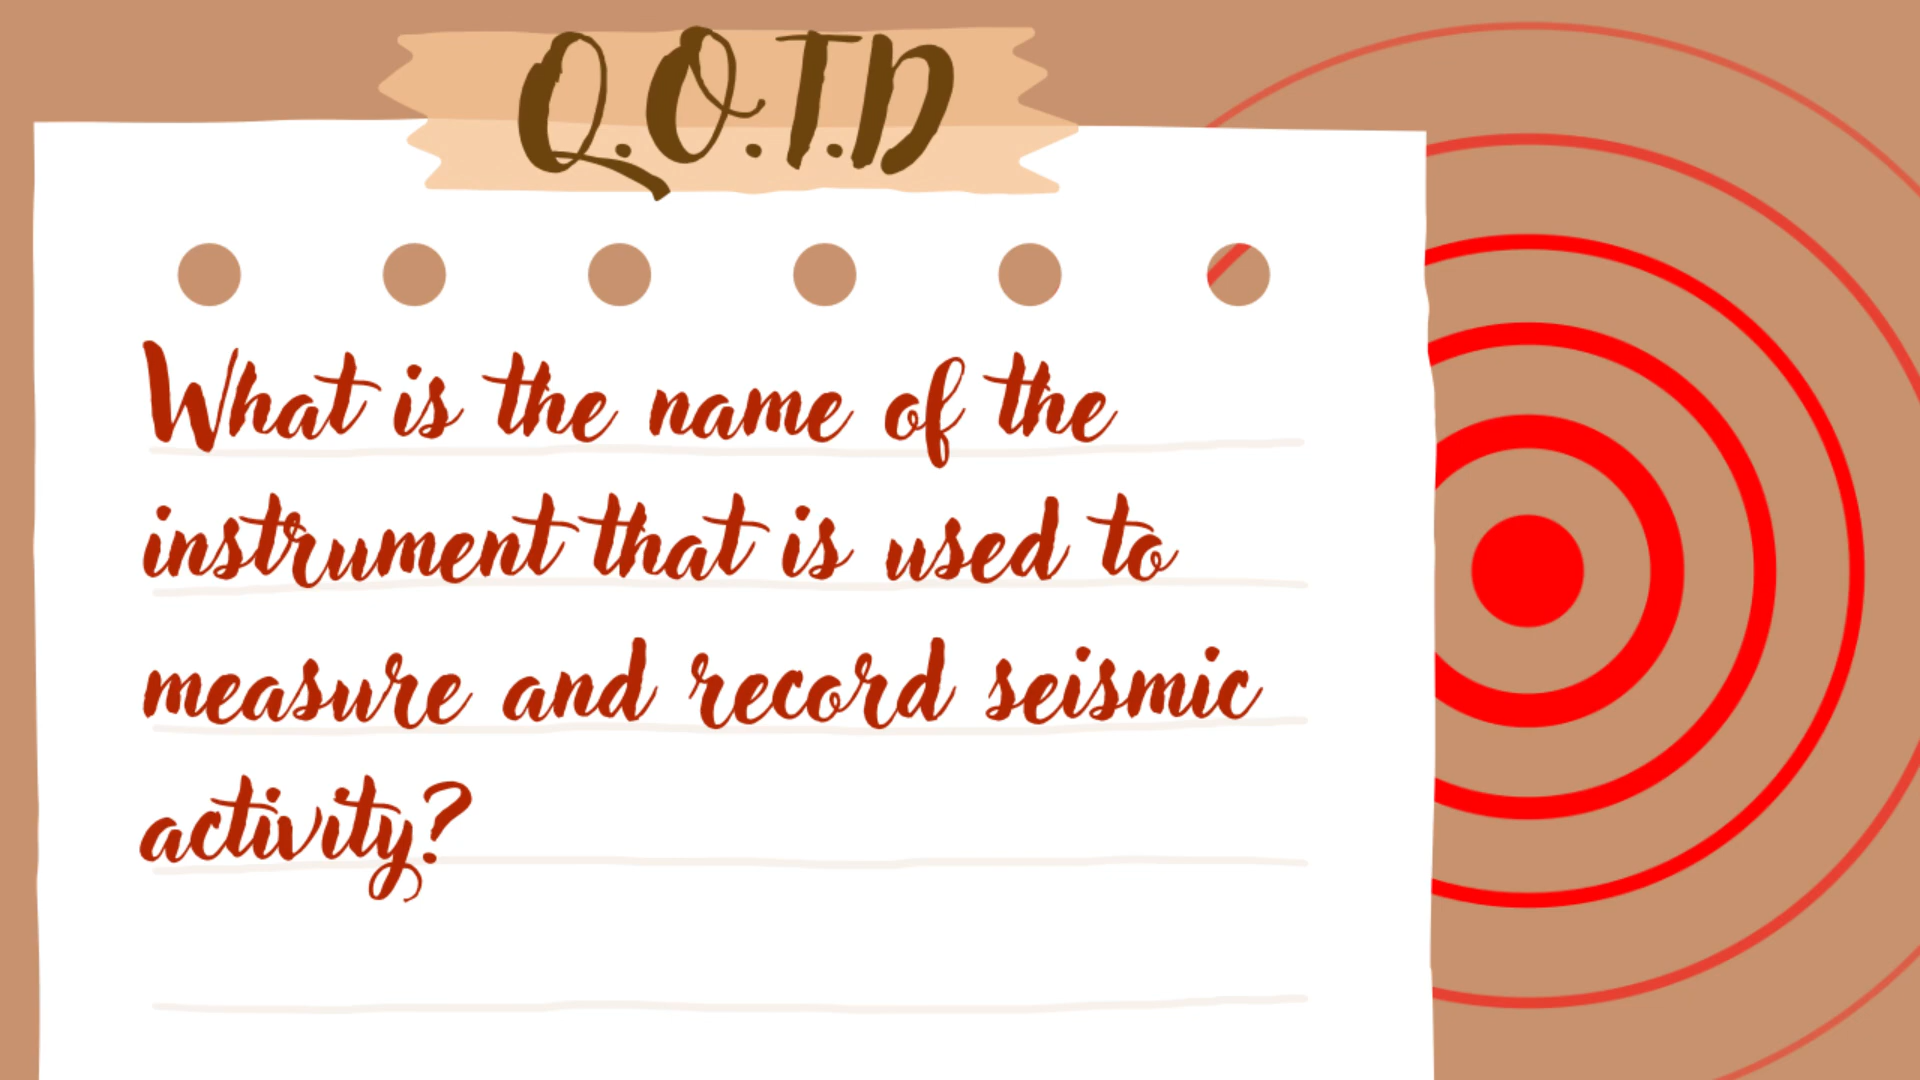 Q.O.T.D
What is the name of the
instrument that is used to
measure and record seismic
activity?